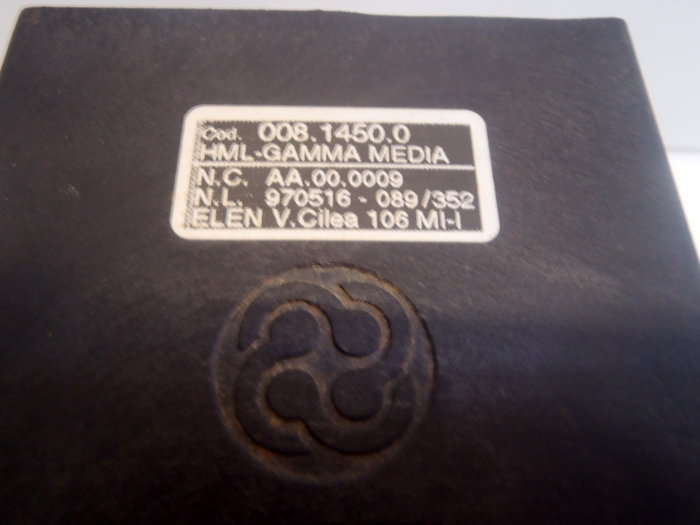 Cod. 008.1450.0
HML-GAMMA MEDIA
N.C. AA.00.0009
N.L. 970516 - 089/352
ELEN V.Cilea 106 MI-I